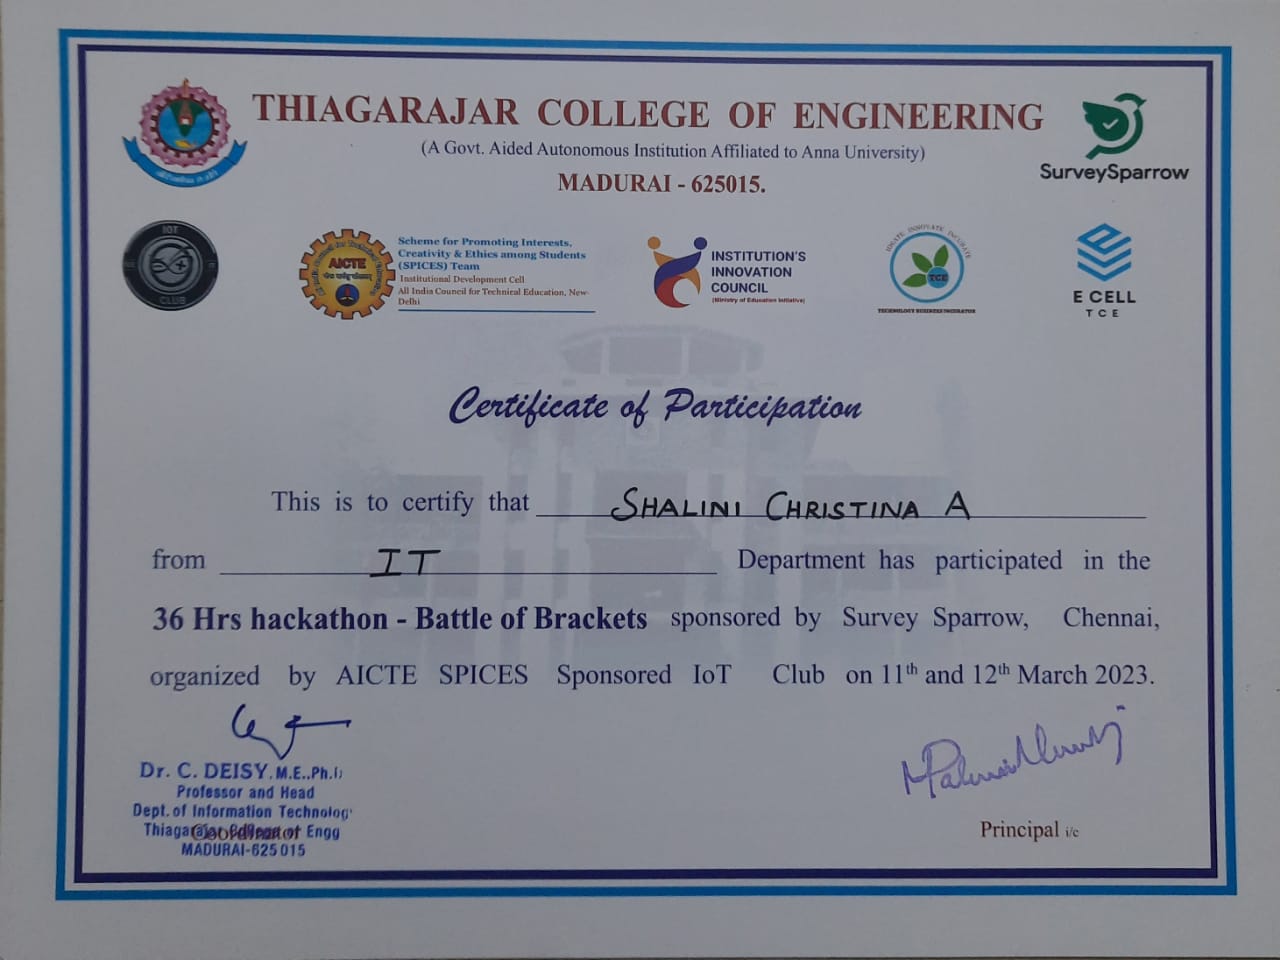 THIAGARAJAR COLLEGE OF ENGINEERING
(A Govt. Aided Autonomous Institution Affiliated to Anna University)
MADURAI - 625015.
SurveySparrow
IOT
CLUB
AICTE
Scheme for Promoting Interests,
Creativity & Ethics among Students
(SPICES) Team
Institutional Development Cell
All India Council for Technical Education, New-
Delhi
INSTITUTION'S
INNOVATION
COUNCIL
(Ministry of Education Initiative)
IDEATE INNOVATE INCUBATE
TCE
TECHNOLOGY BUSINESS INCUBATOR
E CELL
TCE
Certificate of Participation
This is to certify that SHALINI CHRISTINA A
from IT Department has participated in the
36 Hrs hackathon - Battle of Brackets sponsored by Survey Sparrow, Chennai,
organized by AICTE SPICES Sponsored IoT Club on 11th and 12th March 2023.
Dr. C. DEISY, M.E.,Ph.D
Professor and Head
Dept. of Information Technology
Thiagarajar College of Engg
Coordinator
MADURAI-625 015
Principal i/c